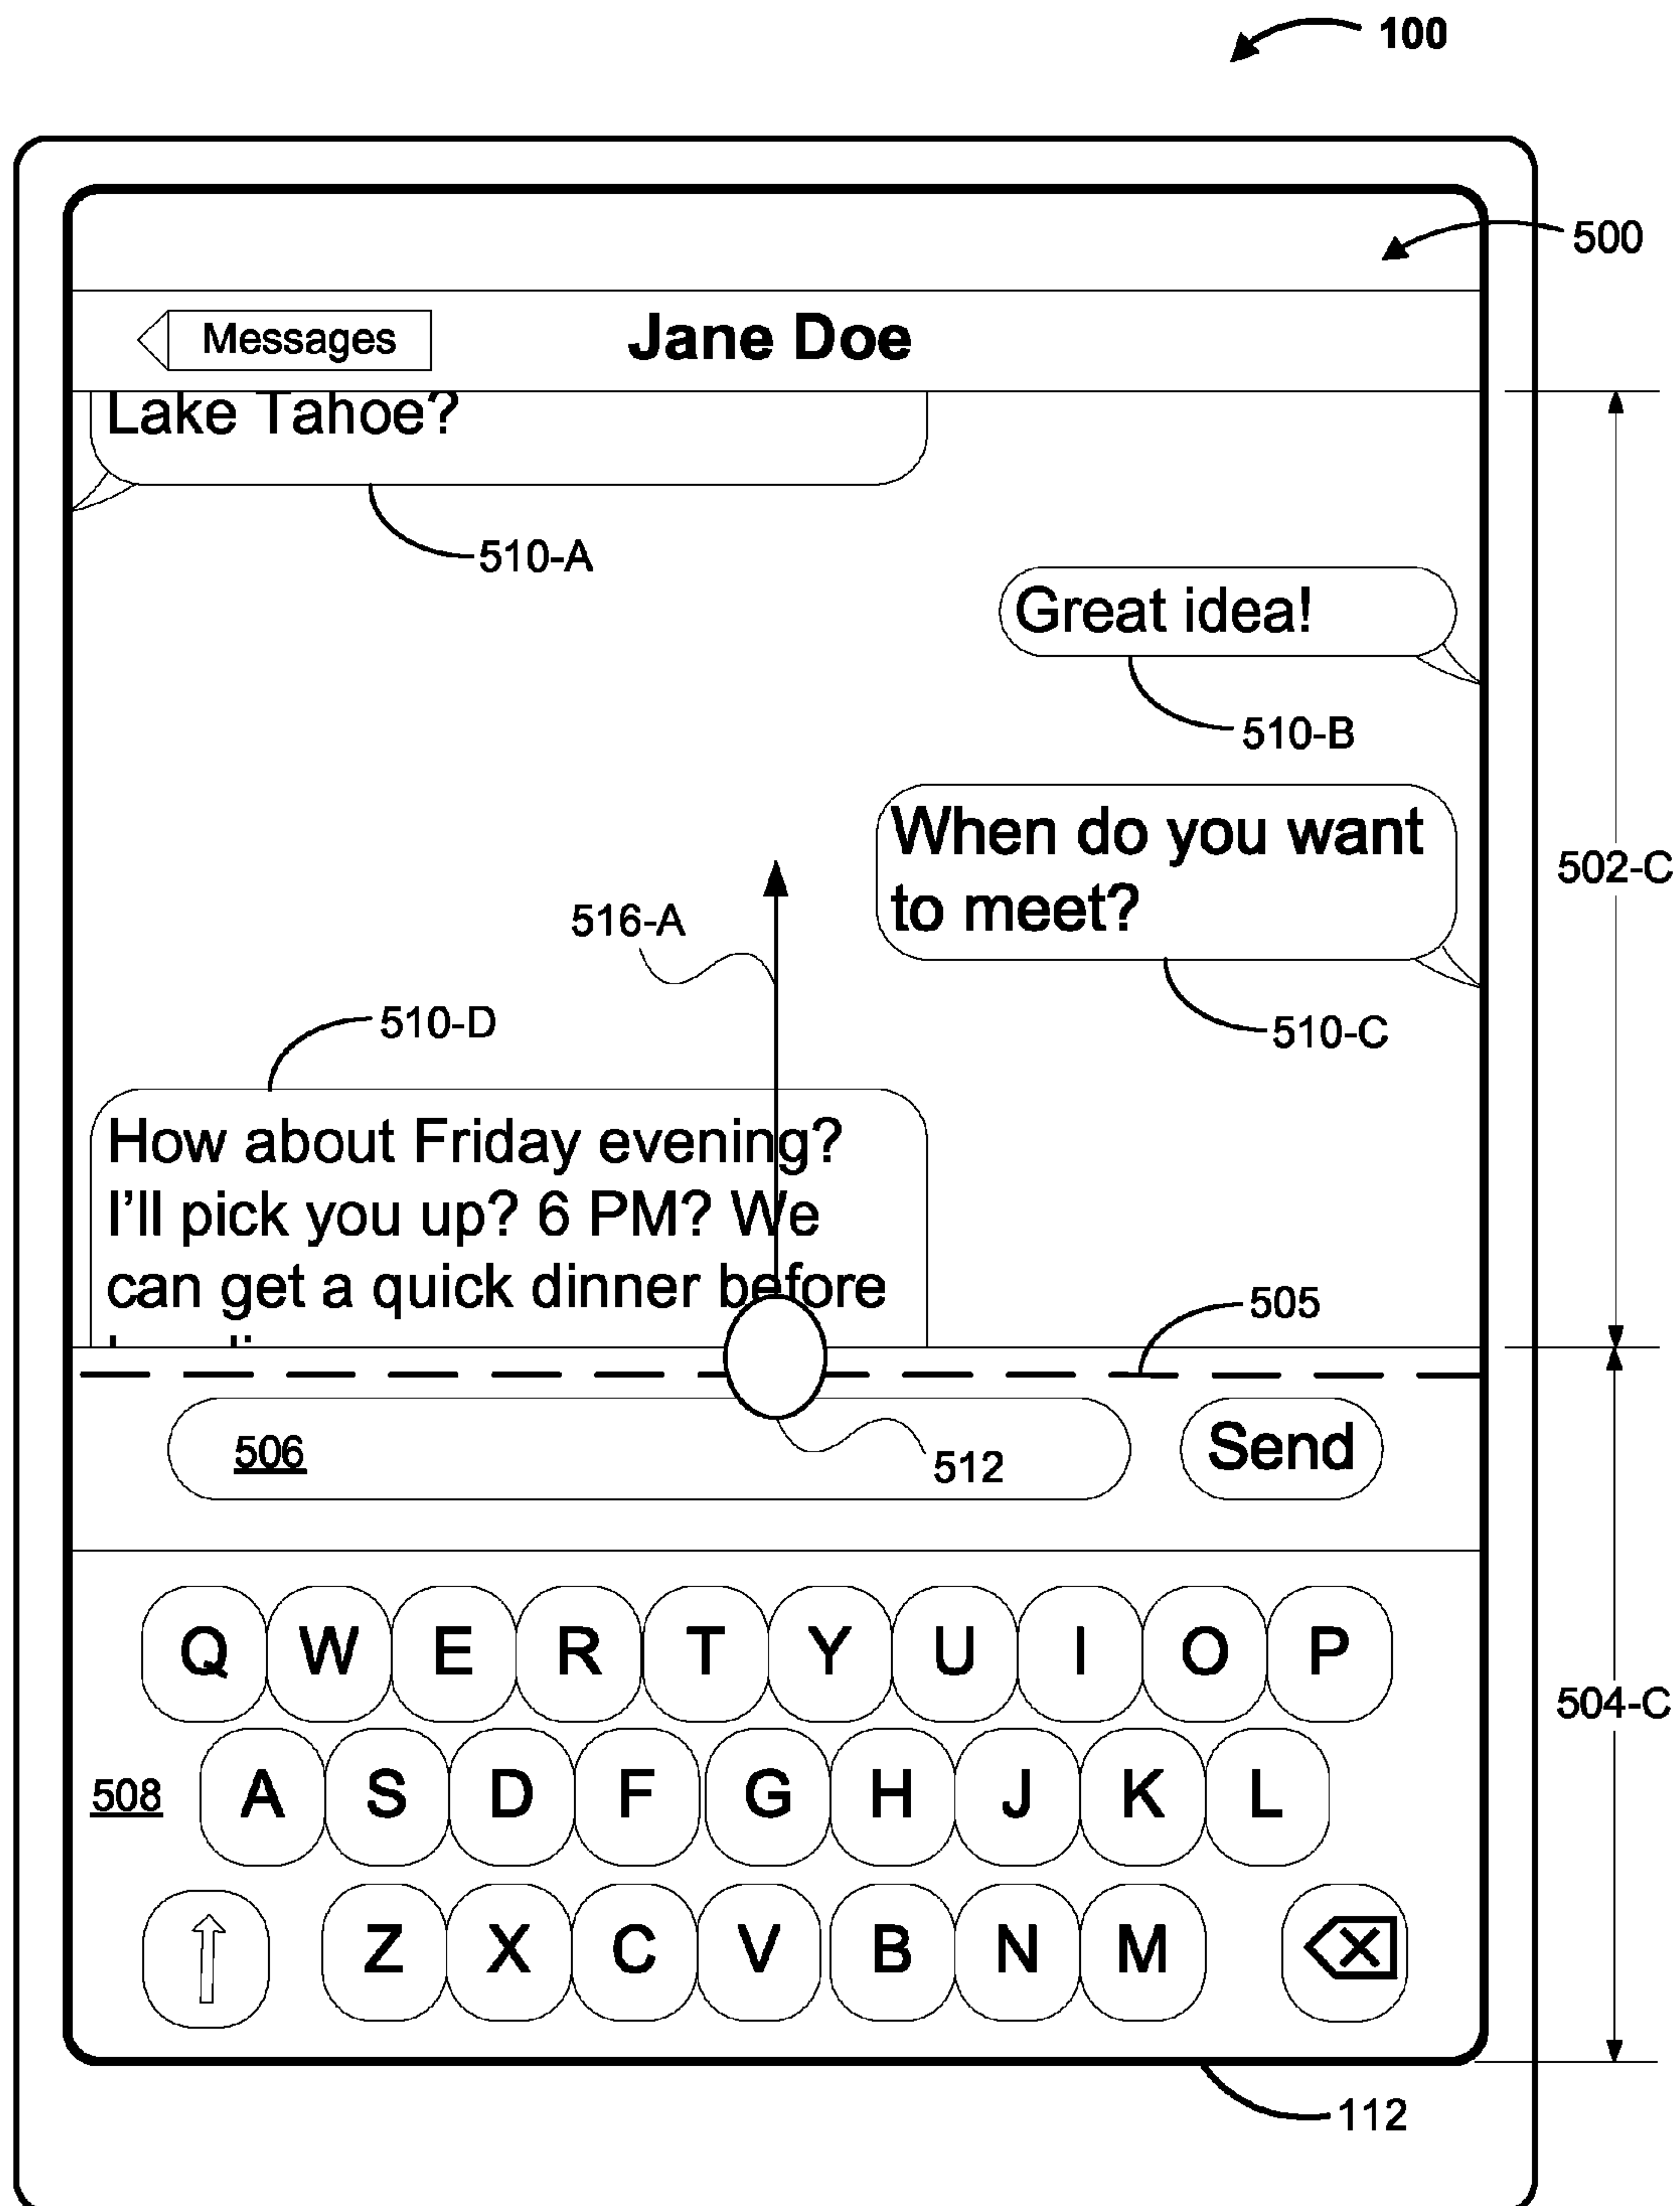 100
500
Messages
Jane Doe
Lake Tahoe?
510-A
Great idea!
510-B
When do you want
to meet?
502-C
516-A
510-D
510-C
How about Friday evening?
I'll pick you up? 6 PM? We
can get a quick dinner before
505
506
512
Send
Q W E R T Y U I O P
504-C
508
A S D F G H J K L
Z X C V B N M
112